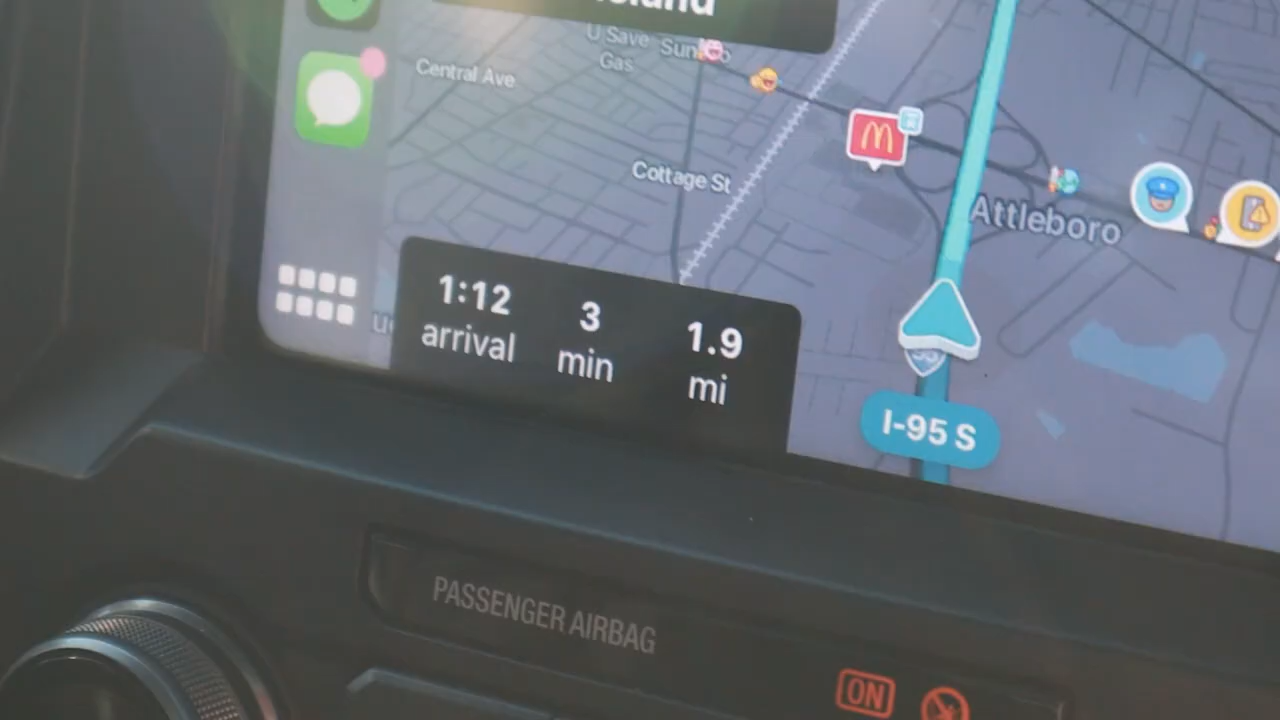 U Save
Gas
Central Ave
Cottage St
Attleboro
1:12
arrival
3
min
1.9
mi
I-95 S
PASSENGER AIRBAG
ON